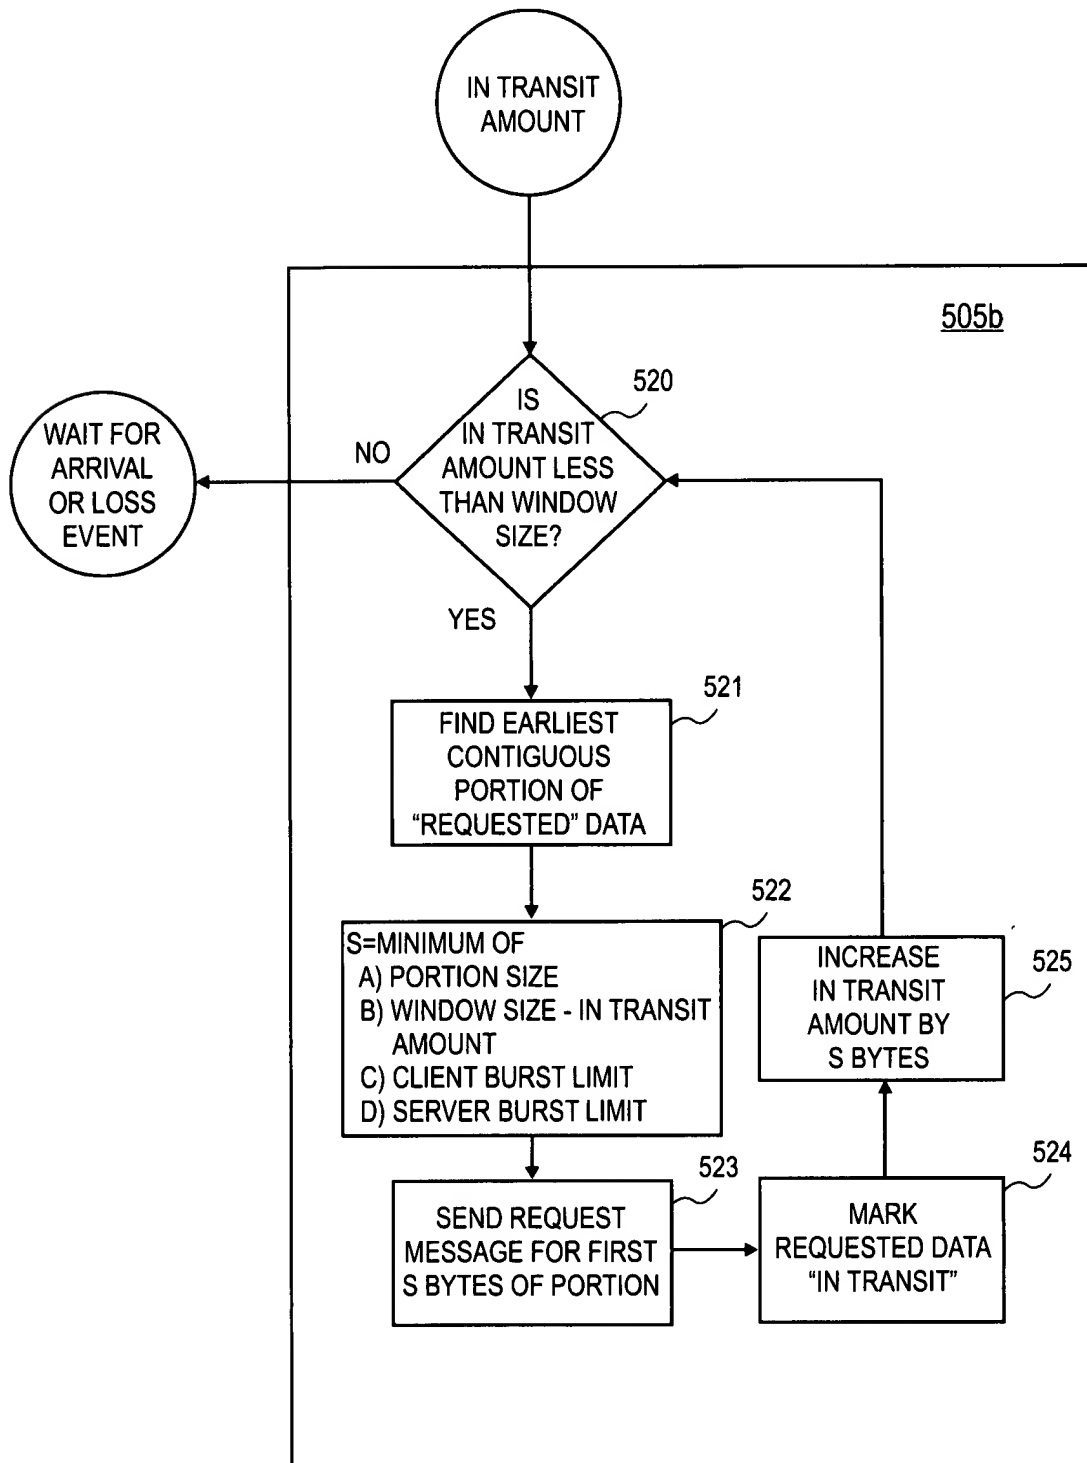 IN TRANSIT
AMOUNT
505b
520
IS
IN TRANSIT
AMOUNT LESS
THAN WINDOW
SIZE?
NO
WAIT FOR
ARRIVAL
OR LOSS
EVENT
YES
521
FIND EARLIEST
CONTIGUOUS
PORTION OF
“REQUESTED” DATA
522
S=MINIMUM OF
A) PORTION SIZE
B) WINDOW SIZE - IN TRANSIT
AMOUNT
C) CLIENT BURST LIMIT
D) SERVER BURST LIMIT
523
SEND REQUEST
MESSAGE FOR FIRST
S BYTES OF PORTION
524
MARK
REQUESTED DATA
“IN TRANSIT”
525
INCREASE
IN TRANSIT
AMOUNT BY
S BYTES